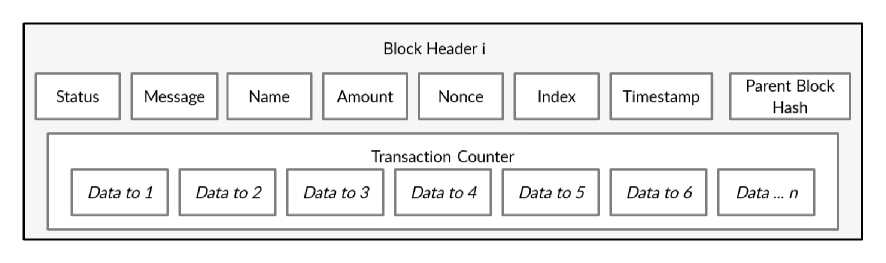 Block Header i
Status
Message
Name
Amount
Nonce
Index
Timestamp
Parent Block
Hash
Transaction Counter
Data to 1
Data to 2
Data to 3
Data to 4
Data to 5
Data to 6
Data ... n